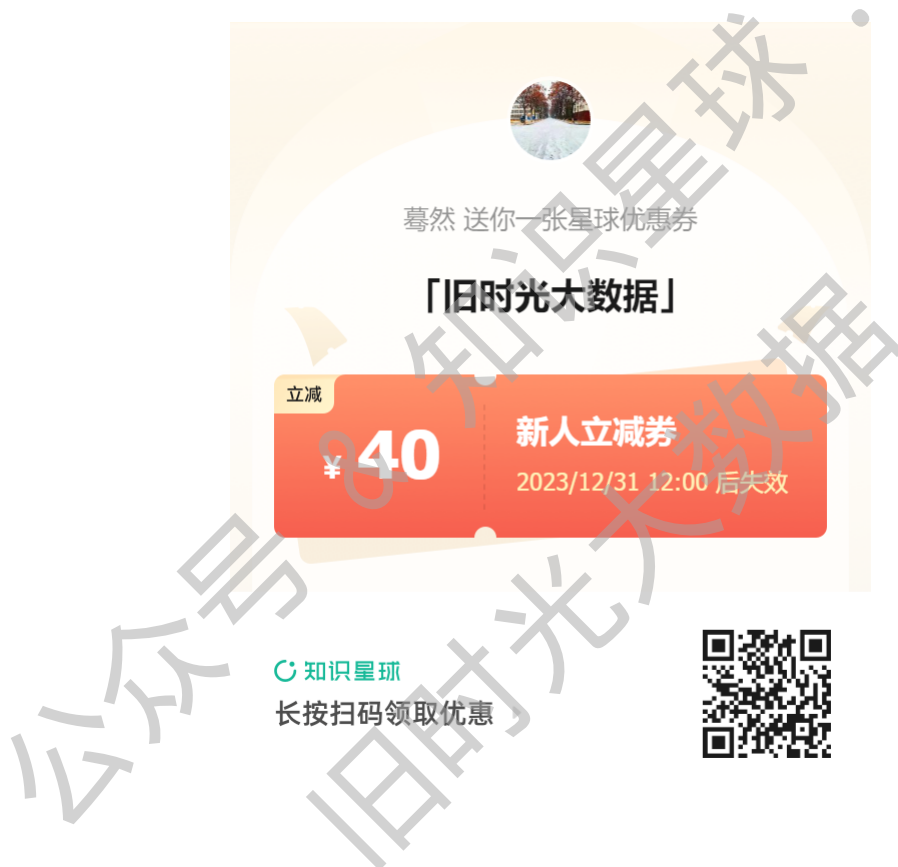 蓦然 送你一张星球优惠券
「旧时光大数据」
立减
¥ 40
新人立减券
2023/12/31 12:00 后失效
知识星球
长按扫码领取优惠
公众号 & 知识星球 ·
旧时光大数据